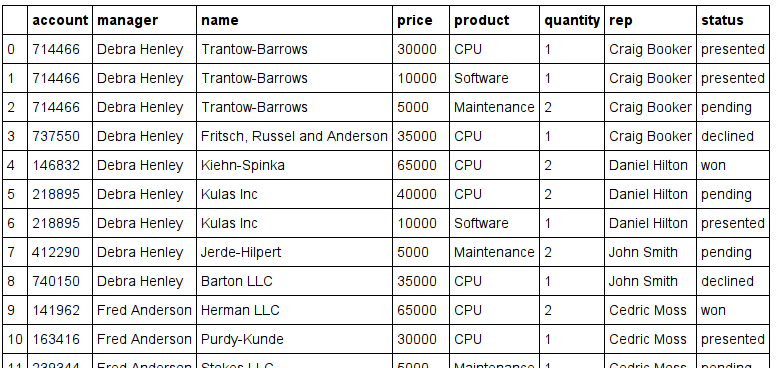 account manager name price product quantity rep status
0 714466 Debra Henley Trantow-Barrows 30000 CPU 1 Craig Booker presented
1 714466 Debra Henley Trantow-Barrows 10000 Software 1 Craig Booker presented
2 714466 Debra Henley Trantow-Barrows 5000 Maintenance 2 Craig Booker pending
3 737550 Debra Henley Fritsch, Russel and Anderson 35000 CPU 1 Craig Booker declined
4 146832 Debra Henley Kiehn-Spinka 65000 CPU 2 Daniel Hilton won
5 218895 Debra Henley Kulas Inc 40000 CPU 2 Daniel Hilton pending
6 218895 Debra Henley Kulas Inc 10000 Software 1 Daniel Hilton presented
7 412290 Debra Henley Jerde-Hilpert 5000 Maintenance 2 John Smith pending
8 740150 Debra Henley Barton LLC 35000 CPU 1 John Smith declined
9 141962 Fred Anderson Herman LLC 65000 CPU 2 Cedric Moss won
10 163416 Fred Anderson Purdy-Kunde 30000 CPU 1 Cedric Moss presented
11 239344 Fred Anderson Stokes LLC 5000 Maintenance 1 Cedric Moss pending